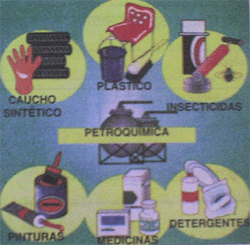 PLÁSTICO
CAUCHO
SINTÉTICO
INSECTICIDAS
PETROQUÍMICA
PINTURAS
MEDICINAS
DETERGENTES